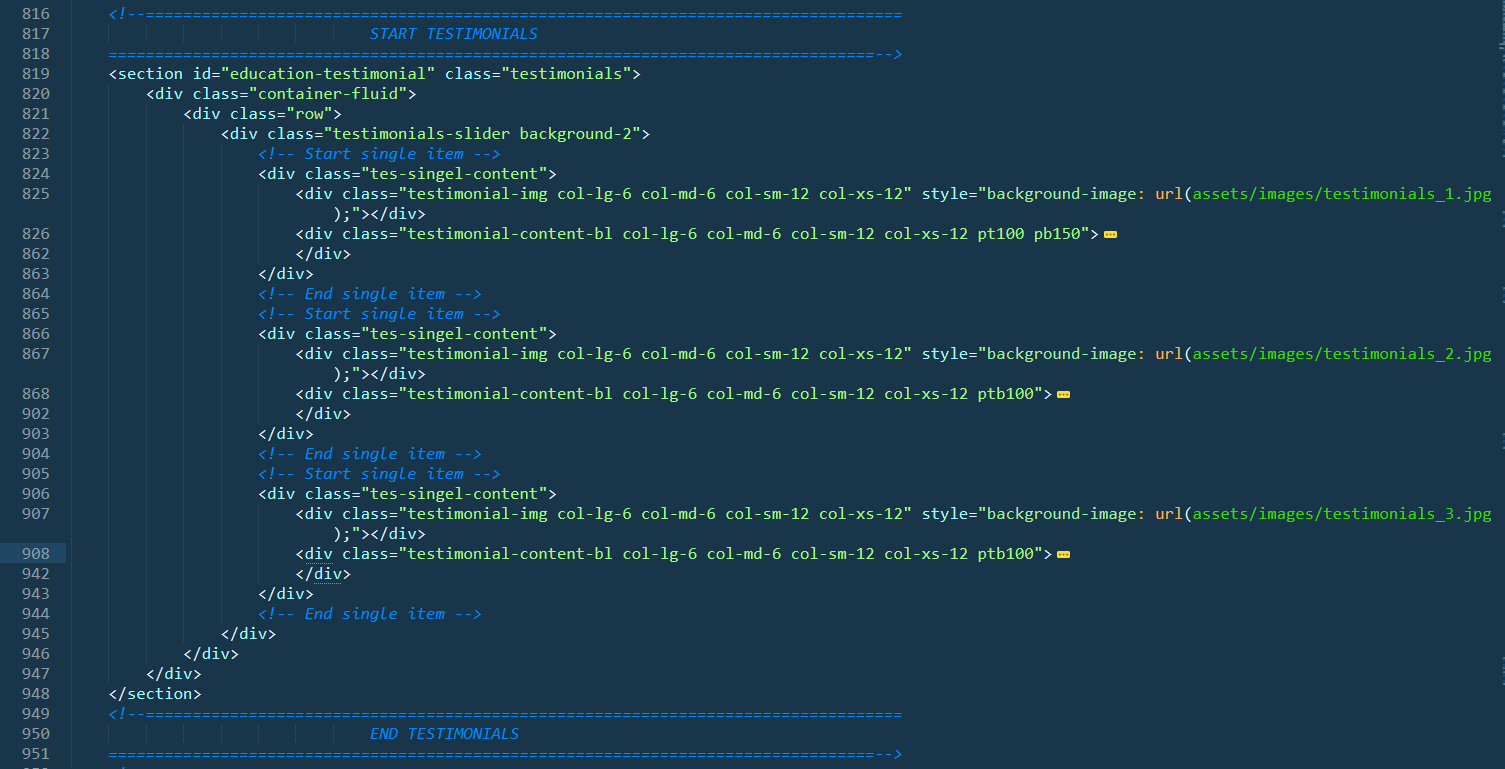 816 <!--=================================================================================
817 START TESTIMONIALS
818 ==================================================================================-->
819 <section id="education-testimonial" class="testimonials">
820 <div class="container-fluid">
821 <div class="row">
822 <div class="testimonials-slider background-2">
823 <!-- Start single item -->
824 <div class="tes-singel-content">
825 <div class="testimonial-img col-lg-6 col-md-6 col-sm-12 col-xs-12" style="background-image: url(assets/images/testimonials_1.jpg
);"></div>
826 <div class="testimonial-content-bl col-lg-6 col-md-6 col-sm-12 col-xs-12 pt100 pb150">
862 </div>
863 </div>
864 <!-- End single item -->
865 <!-- Start single item -->
866 <div class="tes-singel-content">
867 <div class="testimonial-img col-lg-6 col-md-6 col-sm-12 col-xs-12" style="background-image: url(assets/images/testimonials_2.jpg
);"></div>
868 <div class="testimonial-content-bl col-lg-6 col-md-6 col-sm-12 col-xs-12 ptb100">
902 </div>
903 </div>
904 <!-- End single item -->
905 <!-- Start single item -->
906 <div class="tes-singel-content">
907 <div class="testimonial-img col-lg-6 col-md-6 col-sm-12 col-xs-12" style="background-image: url(assets/images/testimonials_3.jpg
);"></div>
908 <div class="testimonial-content-bl col-lg-6 col-md-6 col-sm-12 col-xs-12 ptb100">
942 </div>
943 </div>
944 <!-- End single item -->
945 </div>
946 </div>
947 </div>
948 </section>
949 <!--=================================================================================
950 END TESTIMONIALS
951 ==================================================================================-->